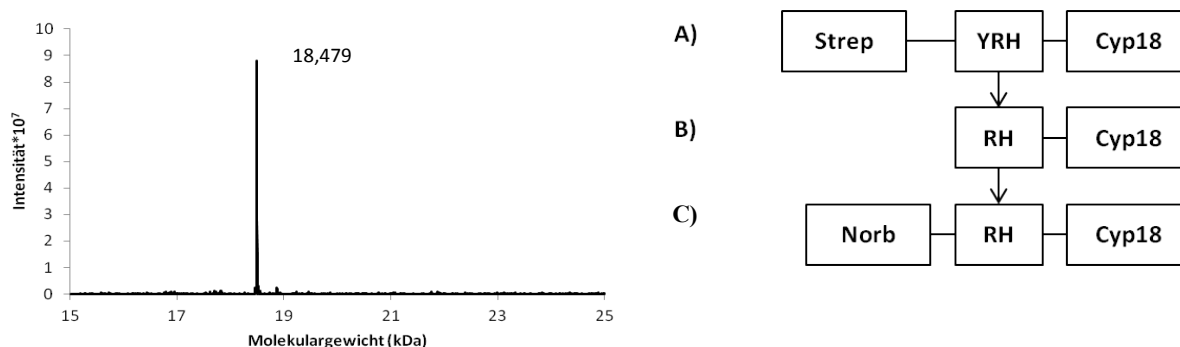 10
9
8
7
6
5
4
3
2
1
0
Intensität*10⁷
18,479
15 17 19 21 23 25
Molekulargewicht (kDa)
A) Strep YRH Cyp18
B) RH Cyp18
C) Norb RH Cyp18